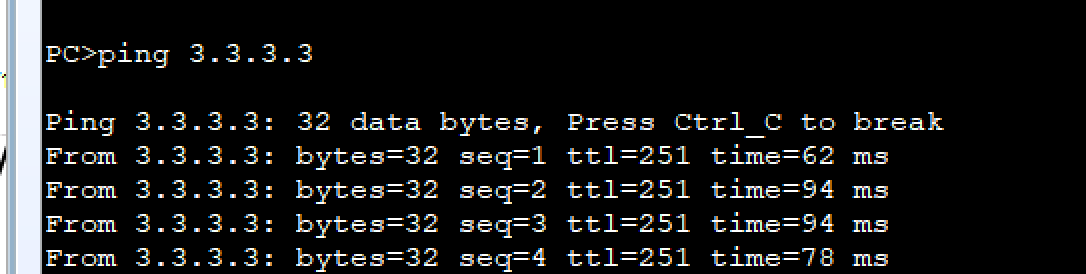 PC>ping 3.3.3.3
Ping 3.3.3.3: 32 data bytes, Press Ctrl_C to break
From 3.3.3.3: bytes=32 seq=1 ttl=251 time=62 ms
From 3.3.3.3: bytes=32 seq=2 ttl=251 time=94 ms
From 3.3.3.3: bytes=32 seq=3 ttl=251 time=94 ms
From 3.3.3.3: bytes=32 seq=4 ttl=251 time=78 ms